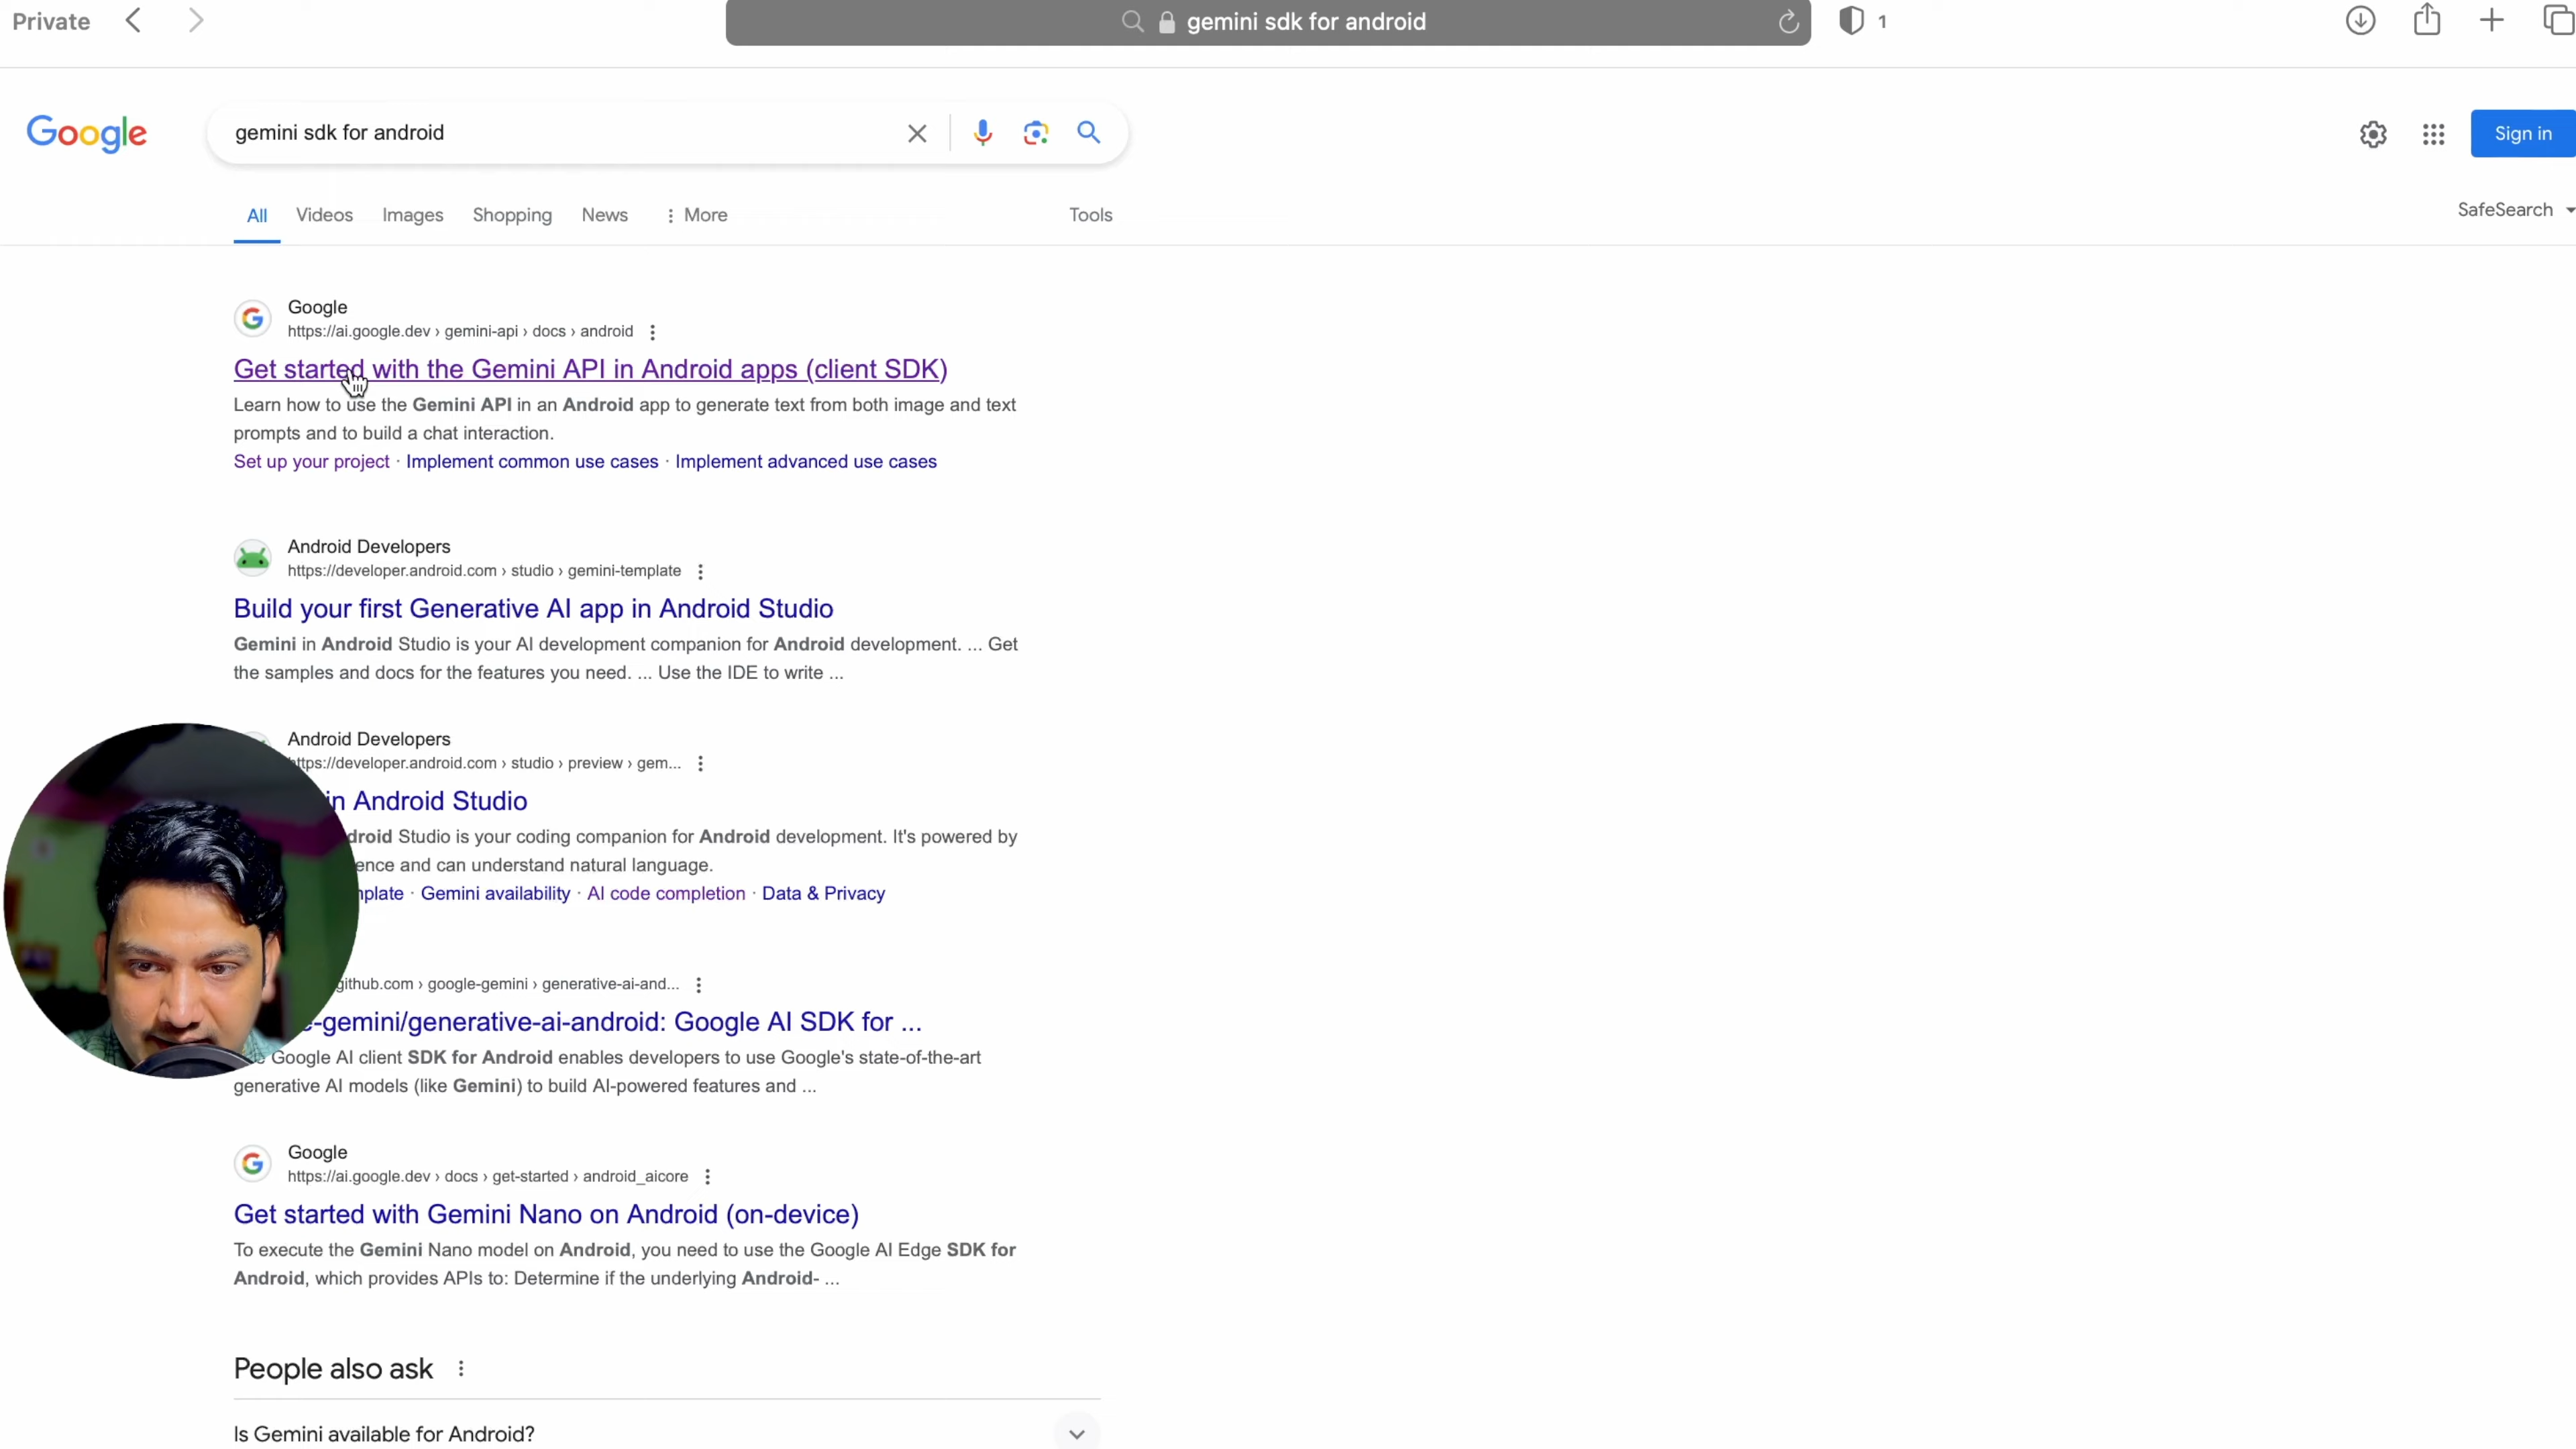 Private
gemini sdk for android
1
Google
gemini sdk for android
Sign in
All Videos Images Shopping News More Tools
SafeSearch
Google
https://ai.google.dev › gemini-api › docs › android
Get started with the Gemini API in Android apps (client SDK)
Learn how to use the Gemini API in an Android app to generate text from both image and text
prompts and to build a chat interaction.
Set up your project · Implement common use cases · Implement advanced use cases
Android Developers
https://developer.android.com › studio › gemini-template
Build your first Generative AI app in Android Studio
Gemini in Android Studio is your AI development companion for Android development. ... Get
the samples and docs for the features you need. ... Use the IDE to write ...
Android Developers
https://developer.android.com › studio › preview › gem...
in Android Studio
Studio is your coding companion for Android development. It's powered by
and can understand natural language.
· Gemini availability · AI code completion · Data & Privacy
github.com › google-gemini › generative-ai-and...
-gemini/generative-ai-android: Google AI SDK for ...
Google AI client SDK for Android enables developers to use Google's state-of-the-art
generative AI models (like Gemini) to build AI-powered features and ...
Google
https://ai.google.dev › docs › get-started › android_aicore
Get started with Gemini Nano on Android (on-device)
To execute the Gemini Nano model on Android, you need to use the Google AI Edge SDK for
Android, which provides APIs to: Determine if the underlying Android- ...
People also ask
Is Gemini available for Android?